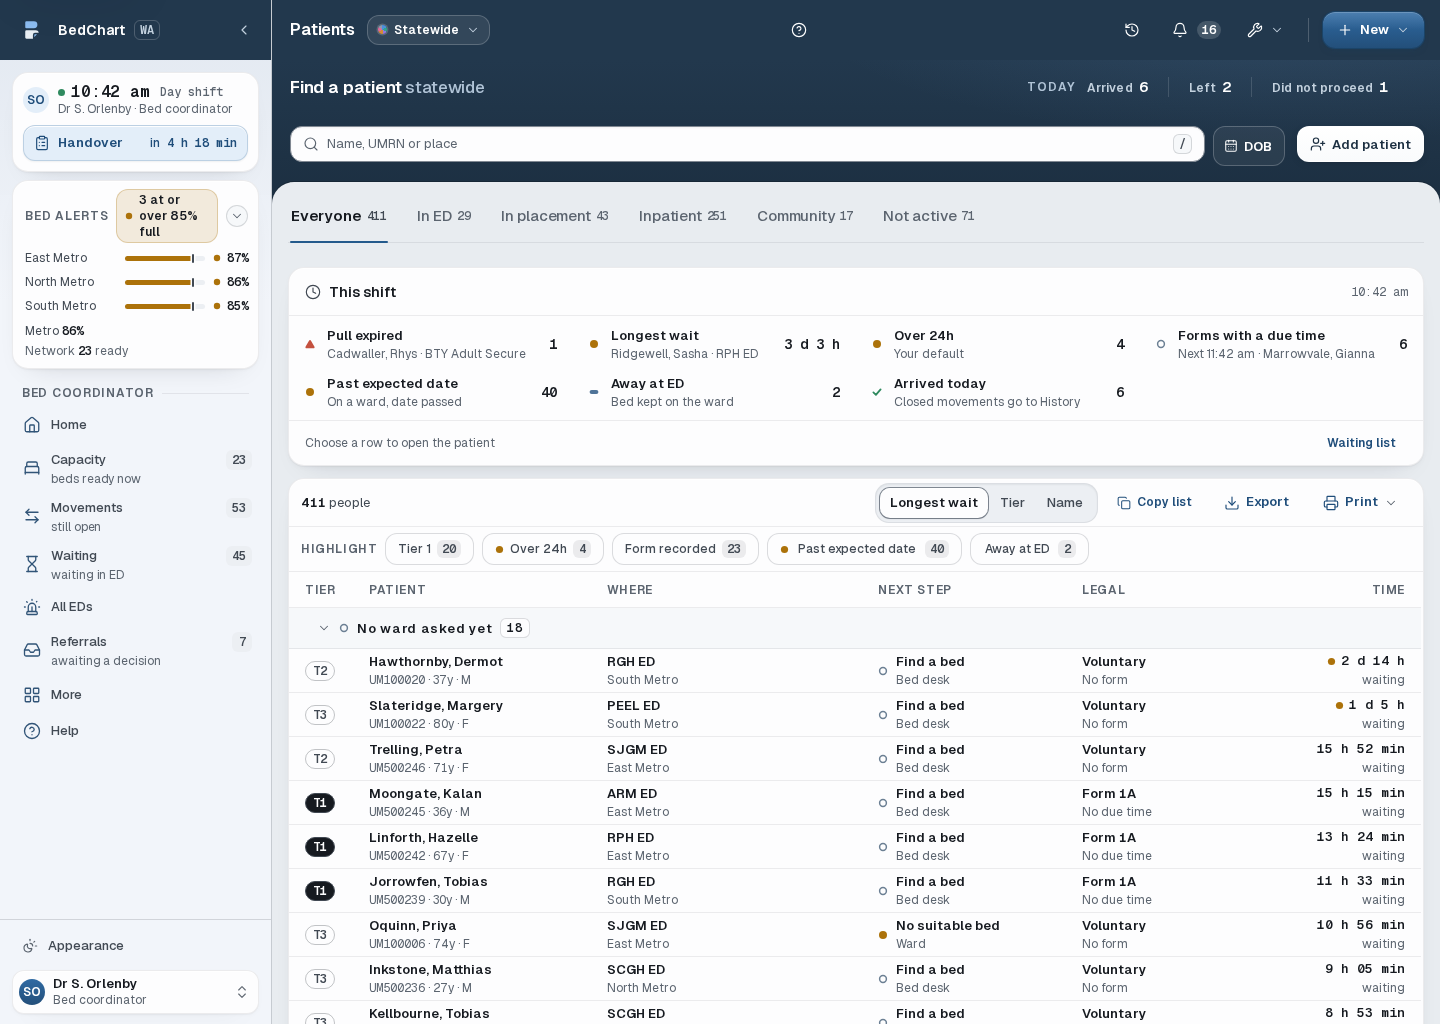 BedChart WA
Patients Statewide 16 New
SO 10:42 am Day shift
Dr S. Orlenby · Bed coordinator
Handover in 4 h 18 min
BED ALERTS 3 at or over 85% full
East Metro 87%
North Metro 86%
South Metro 85%
Metro 86%
Network 23 ready
BED COORDINATOR
Home
Capacity 23
beds ready now
Movements 53
still open
Waiting 45
waiting in ED
All EDs
Referrals 7
awaiting a decision
More
Help
Appearance
SO Dr S. Orlenby
Bed coordinator
Find a patient statewide
TODAY Arrived 6 Left 2 Did not proceed 1
Name, UMRN or place / DOB Add patient
Everyone 411 In ED 29 In placement 43 Inpatient 251 Community 17 Not active 71
This shift 10:42 am
Pull expired 1
Cadwaller, Rhys · BTY Adult Secure
Longest wait 3 d 3 h
Ridgewell, Sasha · RPH ED
Over 24h 4
Your default
Forms with a due time 6
Next 11:42 am · Marrowvale, Gianna
Past expected date 40
On a ward, date passed
Away at ED 2
Bed kept on the ward
Arrived today 6
Closed movements go to History
Choose a row to open the patient Waiting list
411 people Longest wait Tier Name Copy list Export Print
HIGHLIGHT Tier 1 20 Over 24h 4 Form recorded 23 Past expected date 40 Away at ED 2
TIER PATIENT WHERE NEXT STEP LEGAL TIME
No ward asked yet 18
T2 Hawthornby, Dermot RGH ED Find a bed Voluntary 2 d 14 h
UM100020 · 37y · M South Metro Bed desk No form waiting
T3 Slateridge, Margery PEEL ED Find a bed Voluntary 1 d 5 h
UM100022 · 80y · F South Metro Bed desk No form waiting
T2 Trelling, Petra SJGM ED Find a bed Voluntary 15 h 52 min
UM500246 · 71y · F East Metro Bed desk No form waiting
T1 Moongate, Kalan ARM ED Find a bed Form 1A 15 h 15 min
UM500245 · 36y · M East Metro Bed desk No due time waiting
T1 Linforth, Hazelle RPH ED Find a bed Form 1A 13 h 24 min
UM500242 · 67y · F East Metro Bed desk No due time waiting
T1 Jorrowfen, Tobias RGH ED Find a bed Form 1A 11 h 33 min
UM500239 · 30y · M South Metro Bed desk No due time waiting
T3 Oquinn, Priya SJGM ED No suitable bed Voluntary 10 h 56 min
UM100006 · 74y · F East Metro Ward No form waiting
T3 Inkstone, Matthias SCGH ED Find a bed Voluntary 9 h 05 min
UM500236 · 27y · M North Metro Bed desk No form waiting
T3 Kellbourne, Tobias SCGH ED Find a bed Voluntary 8 h 53 min